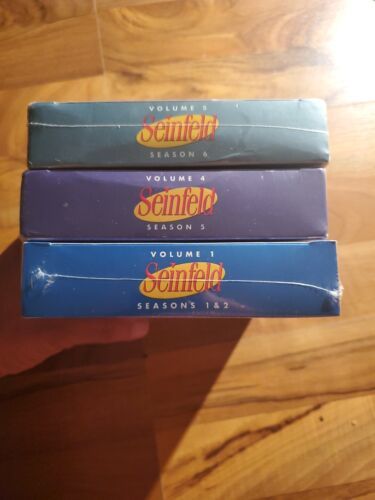 VOLUME 5
Seinfeld
SEASON 6
VOLUME 4
Seinfeld
SEASON 5
VOLUME 1
Seinfeld
SEASONS 1&2